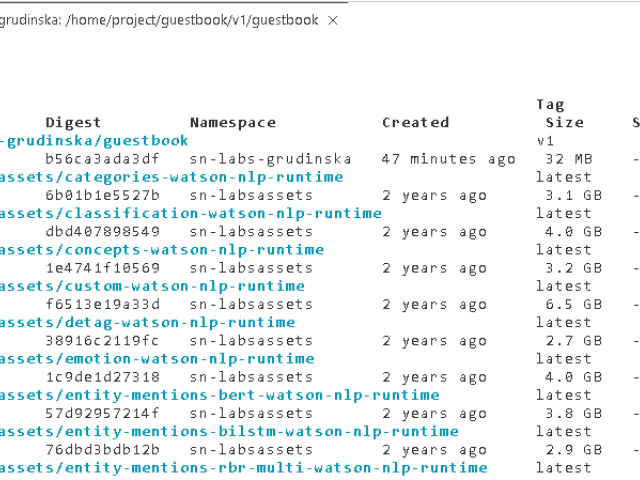 grudinska: /home/project/guestbook/v1/guestbook ×
Tag
Digest Namespace Created Size S
-grudinska/guestbook v1
b56ca3ada3df sn-labs-grudinska 47 minutes ago 32 MB -
assets/categories-watson-nlp-runtime latest
6b01b1e5527b sn-labsassets 2 years ago 3.1 GB -
assets/classification-watson-nlp-runtime latest
dbd407898549 sn-labsassets 2 years ago 4.0 GB -
assets/concepts-watson-nlp-runtime latest
1e4741f10569 sn-labsassets 2 years ago 3.2 GB -
assets/custom-watson-nlp-runtime latest
f6513e19a33d sn-labsassets 2 years ago 6.5 GB -
assets/detag-watson-nlp-runtime latest
38916c2119fc sn-labsassets 2 years ago 2.7 GB -
assets/emotion-watson-nlp-runtime latest
1c9de1d27318 sn-labsassets 2 years ago 4.0 GB -
assets/entity-mentions-bert-watson-nlp-runtime latest
57d92957214f sn-labsassets 2 years ago 3.8 GB -
assets/entity-mentions-bilstm-watson-nlp-runtime latest
76dbd3bdb12b sn-labsassets 2 years ago 2.9 GB -
assets/entity-mentions-rbr-multi-watson-nlp-runtime latest